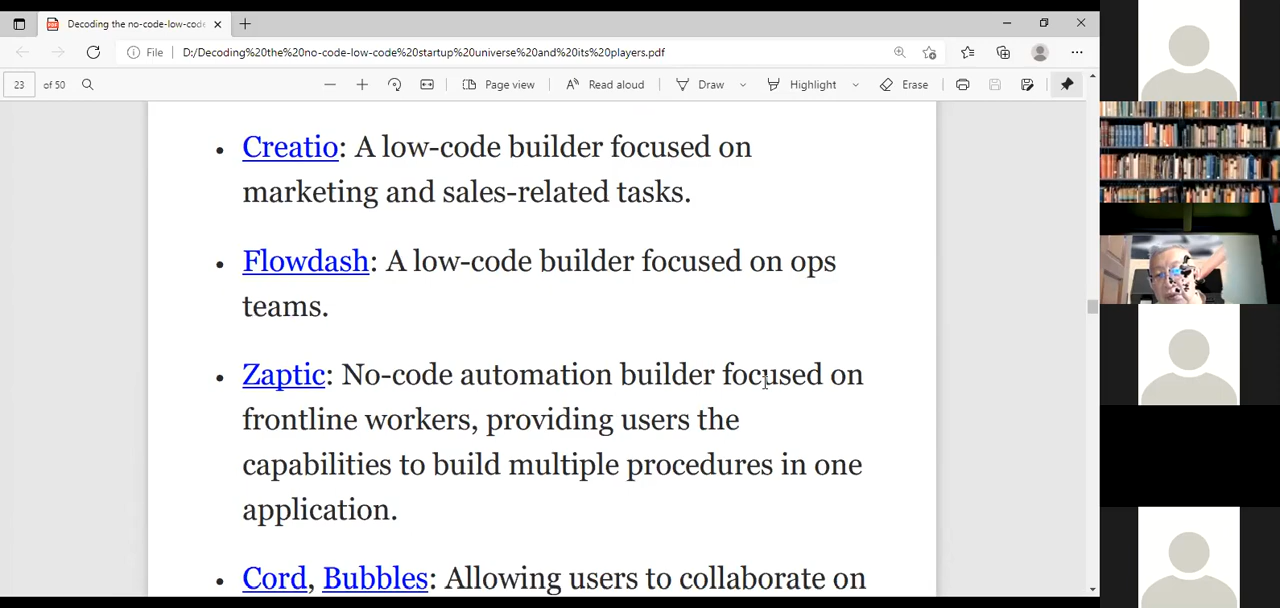 Decoding the no-code-low-code
File
D:/Decoding%20the%20no-code-low-code%20startup%20universe%20and%20its%20players.pdf
23 of 50
Page view
Read aloud
Draw
Highlight
Erase
• Creatio: A low-code builder focused on
marketing and sales-related tasks.
• Flowdash: A low-code builder focused on ops
teams.
• Zaptic: No-code automation builder focused on
frontline workers, providing users the
capabilities to build multiple procedures in one
application.
• Cord, Bubbles: Allowing users to collaborate on